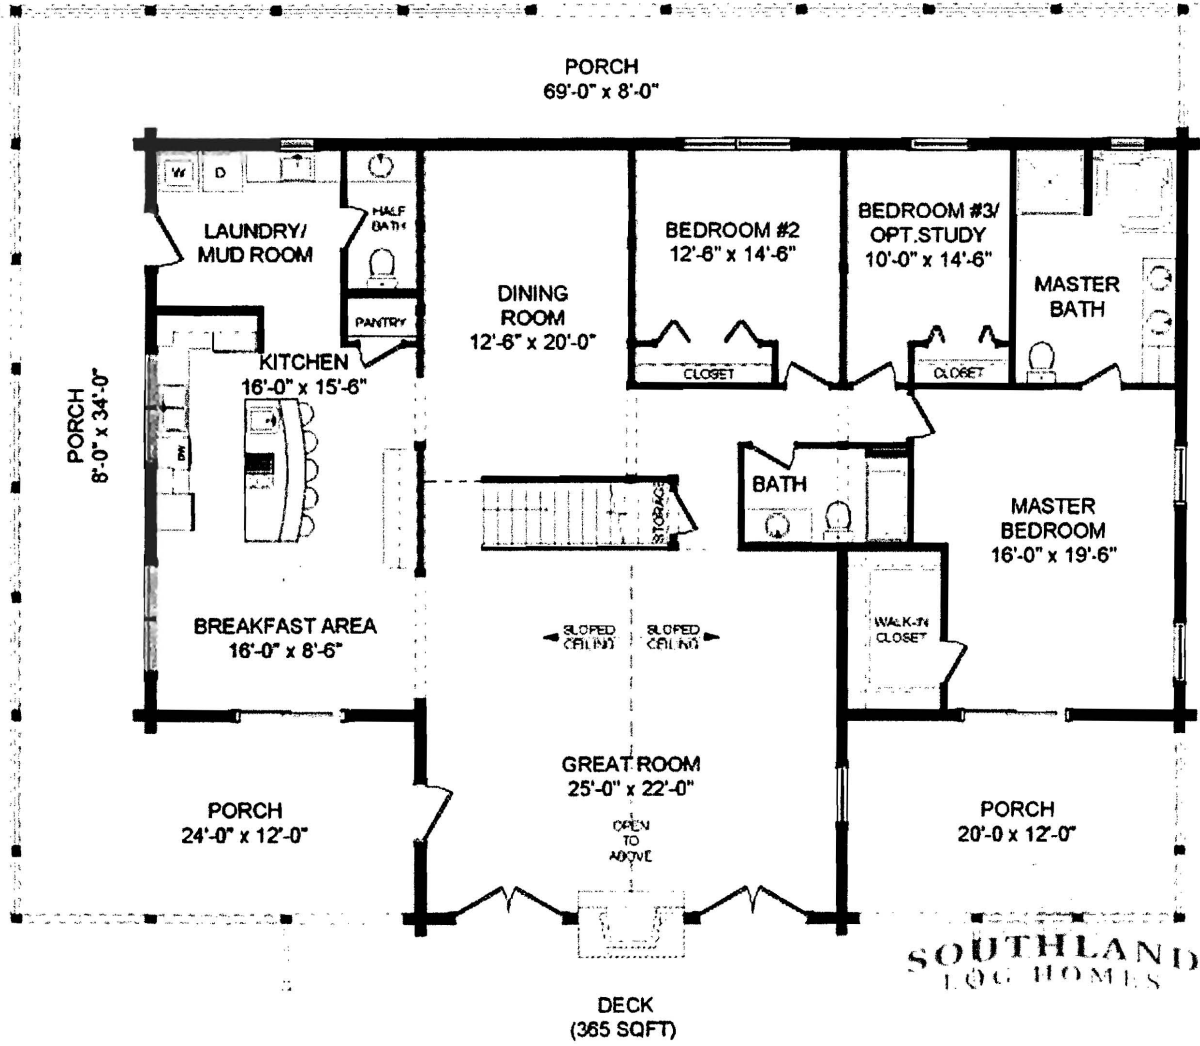 PORCH
69'-0" x 8'-0"
W
D
LAUNDRY/
MUD ROOM
HALF
BATH
PANTRY
DINING
ROOM
12'-6" x 20'-0"
BEDROOM #2
12'-6" x 14'-6"
CLOSET
BEDROOM #3/
OPT.STUDY
10'-0" x 14'-6"
CLOSET
MASTER
BATH
KITCHEN
16'-0" x 15'-6"
DW
PORCH
8'-0" x 34'-0"
STORAGE
BATH
MASTER
BEDROOM
16'-0" x 19'-6"
BREAKFAST AREA
16'-0" x 8'-6"
SLOPED
CEILING
SLOPED
CEILING
WALK-IN
CLOSET
GREAT ROOM
25'-0" x 22'-0"
OPEN
TO
ABOVE
PORCH
24'-0" x 12'-0"
PORCH
20'-0 x 12'-0"
SOUTHLAND
LOG HOMES
DECK
(365 SQFT)